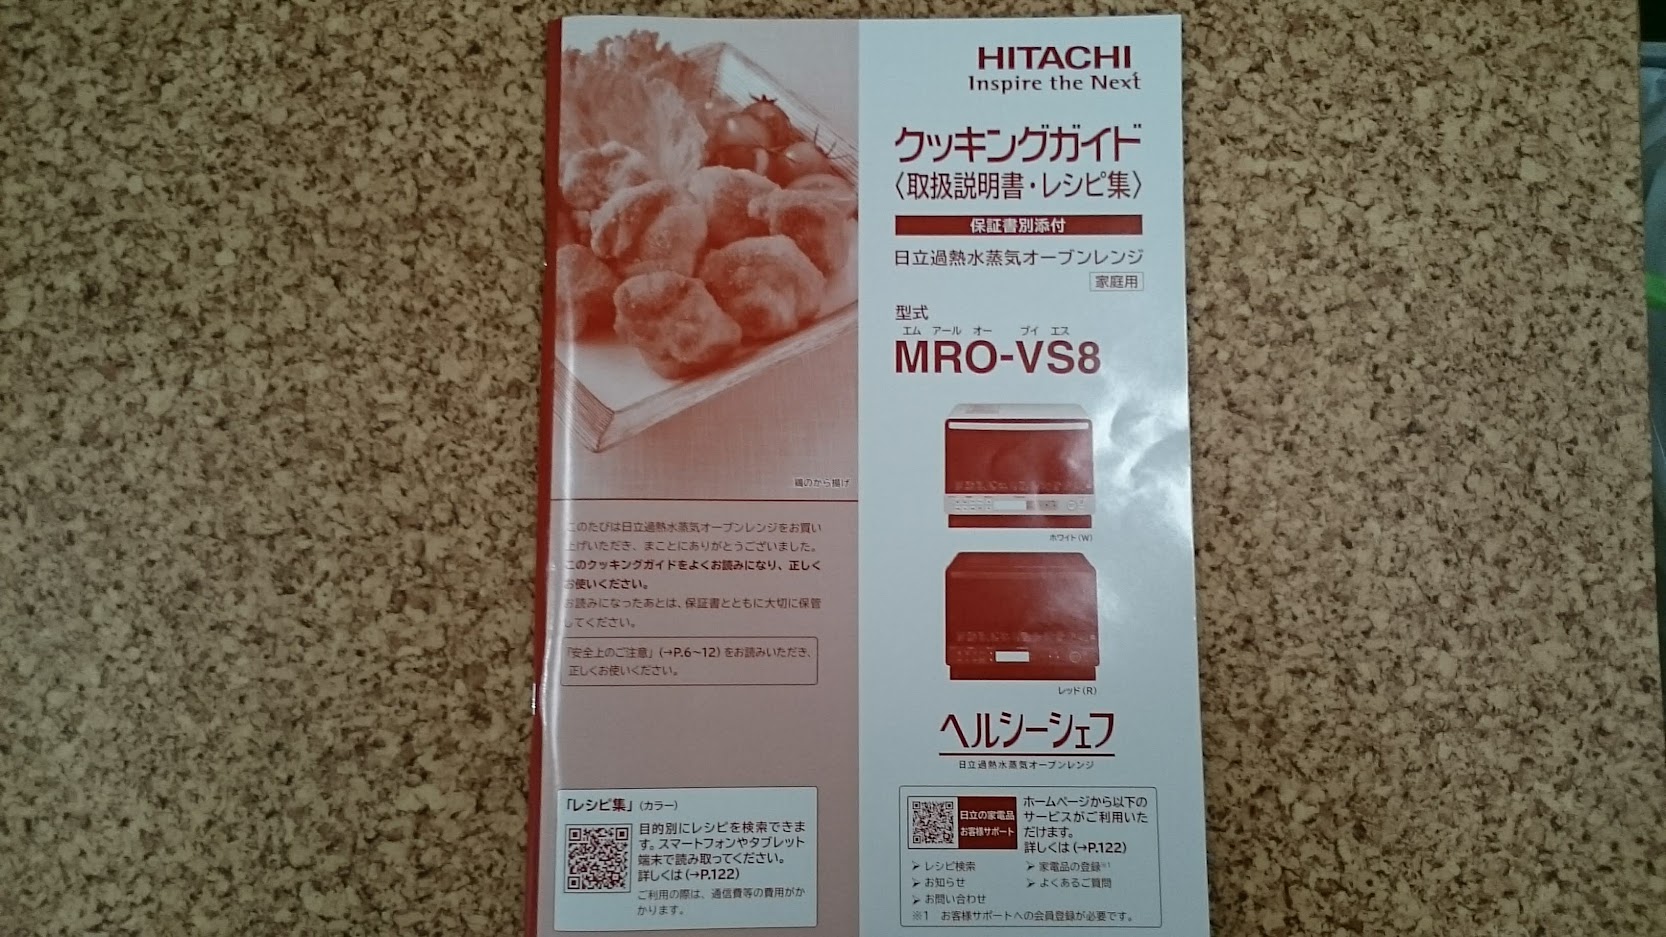 HITACHI
Inspire the Next
クッキングガイド
〈取扱説明書・レシピ集〉
保証書別添付
日立過熱水蒸気オーブンレンジ
家庭用
型式
エム アール オー ブイ エス
MRO-VS8
ホワイト(W)
レッド(R)
ヘルシーシェフ
日立過熱水蒸気オーブンレンジ
日立の家電品
お客様サポート
ホームページから以下の
サービスがご利用いた
だけます。
詳しくは(→P.122)
➢ レシピ検索
➢ 家電品の登録※1
➢ お知らせ
➢ よくあるご質問
➢ お問い合わせ
※1 お客様サポートへの会員登録が必要です。
鶏のから揚げ
このたびは日立過熱水蒸気オーブンレンジをお買い
上げいただき、まことにありがとうございました。
このクッキングガイドをよくお読みになり、正しく
お使いください。
お読みになったあとは、保証書とともに大切に保管
してください。
「安全上のご注意」(→P.6~12)をお読みいただき、
正しくお使いください。
「レシピ集」(カラー)
目的別にレシピを検索できま
す。スマートフォンやタブレット
端末で読み取ってください。
詳しくは(→P.122)
ご利用の際は、通信費等の費用がか
かります。